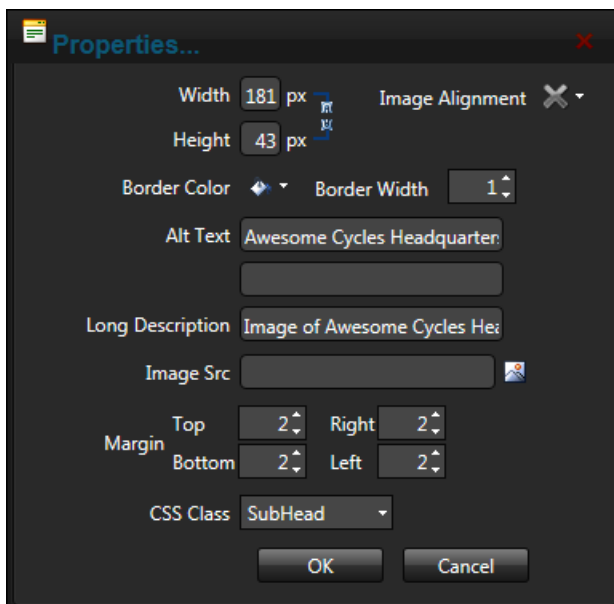 Properties...
Width 181 px Image Alignment
Height 43 px
Border Color Border Width 1
Alt Text Awesome Cycles Headquarter
Long Description Image of Awesome Cycles Hea
Image Src
Top 2 Right 2
Margin
Bottom 2 Left 2
CSS Class SubHead
OK Cancel